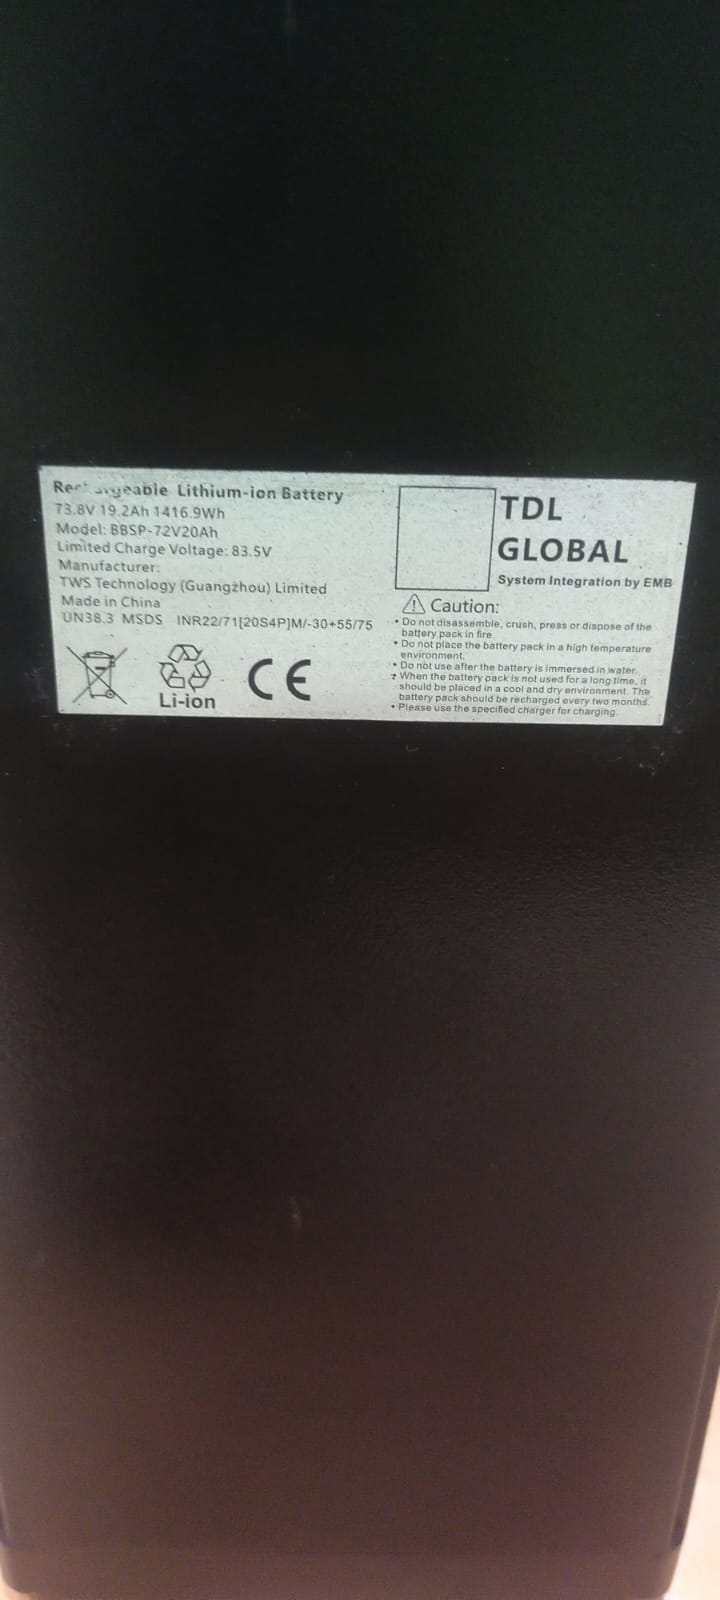 Rechargeable Lithium-ion Battery
73.8V 19.2Ah 1416.9Wh
Model: BBSP-72V20Ah
Limited Charge Voltage: 83.5V
Manufacturer:
TWS Technology (Guangzhou) Limited
Made in China
UN38.3 MSDS INR22/71[20S4P]M/-30+55/75
Li-ion
CE
TDL
GLOBAL
System Integration by EMB
Caution:
• Do not disassemble, crush, press or dispose of the
battery pack in fire.
• Do not place the battery pack in a high temperature
environment.
• Do not use after the battery is immersed in water.
• When the battery pack is not used for a long time, it
should be placed in a cool and dry environment. The
battery pack should be recharged every two months.
• Please use the specified charger for charging.